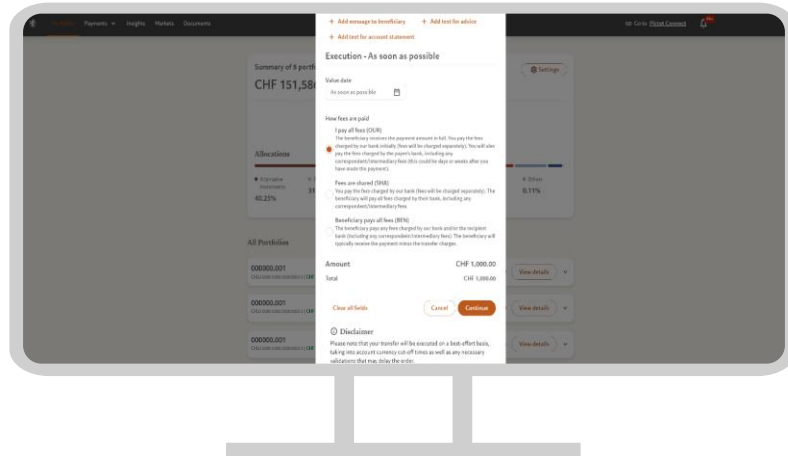 Payments Insights Markets Documents
Go to Pictet Connect
+ Add message to beneficiary + Add text for advice
+ Add text for account statement
Execution - As soon as possible
Summary of 8 portfo
Settings
CHF 151,58
Value date
As soon as possible
How fees are paid
I pay all fees (OUR)
The beneficiary receives the payment amount in full. You pay the fees
charged by our bank initially (fees will be charged separately). You will also
pay the fees charged by the payee's bank, including any
correspondent/intermediary fees (this could be days or weeks after you
have made the payment).
Allocations
Alternative
Investments
40.25%
Other
0.11%
Fees are shared (SHA)
You pay the fees charged by our bank (fees will be charged separately). The
beneficiary will pay all fees charged by their bank, including any
correspondent/intermediary fees
Beneficiary pays all fees (BEN)
The beneficiary pays any fees charged by our bank and/or the recipient
bank (including any correspondent/intermediary fees). The beneficiary will
typically receive the payment minus the transfer charges.
All Portfolios
Amount CHF 1,000.00
Total CHF 1,000.00
000000.001
View details
Clear all fields Cancel Continue
000000.001
View details
Disclaimer
Please note that your transfer will be executed on a best-effort basis,
taking into account currency cut-off times as well as any necessary
validations that may delay the order.
000000.001
View details